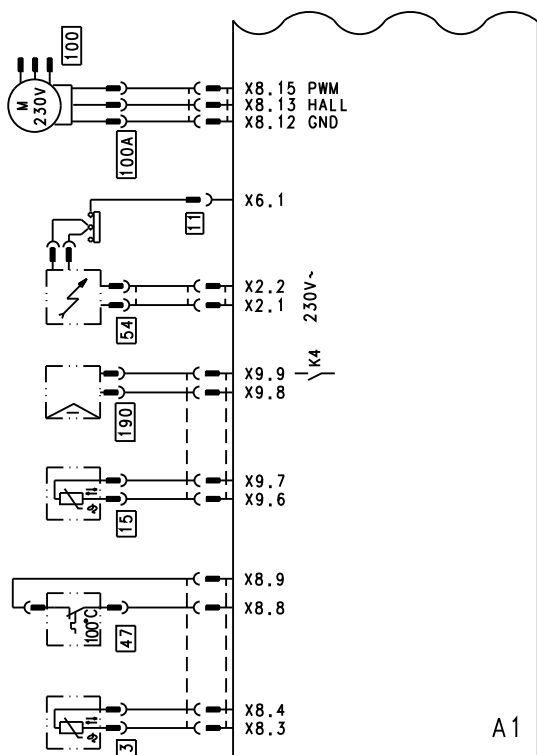 100
M
230V
X8.15 PWM
X8.13 HALL
X8.12 GND
100A
X6.1
11
X2.2
X2.1
230V~
54
K4
X9.9
X9.8
190
X9.7
X9.6
15
X8.9
X8.8
100°C
47
X8.4
X8.3
3
A1